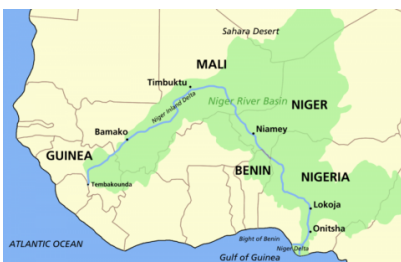 Sahara Desert
MALI
Timbuktu
Niger Inland Delta
Niger River Basin
NIGER
Bamako
Niamey
GUINEA
Tembakounda
BENIN
NIGERIA
Lokoja
Onitsha
ATLANTIC OCEAN
Bight of Benin
Niger Delta
Gulf of Guinea